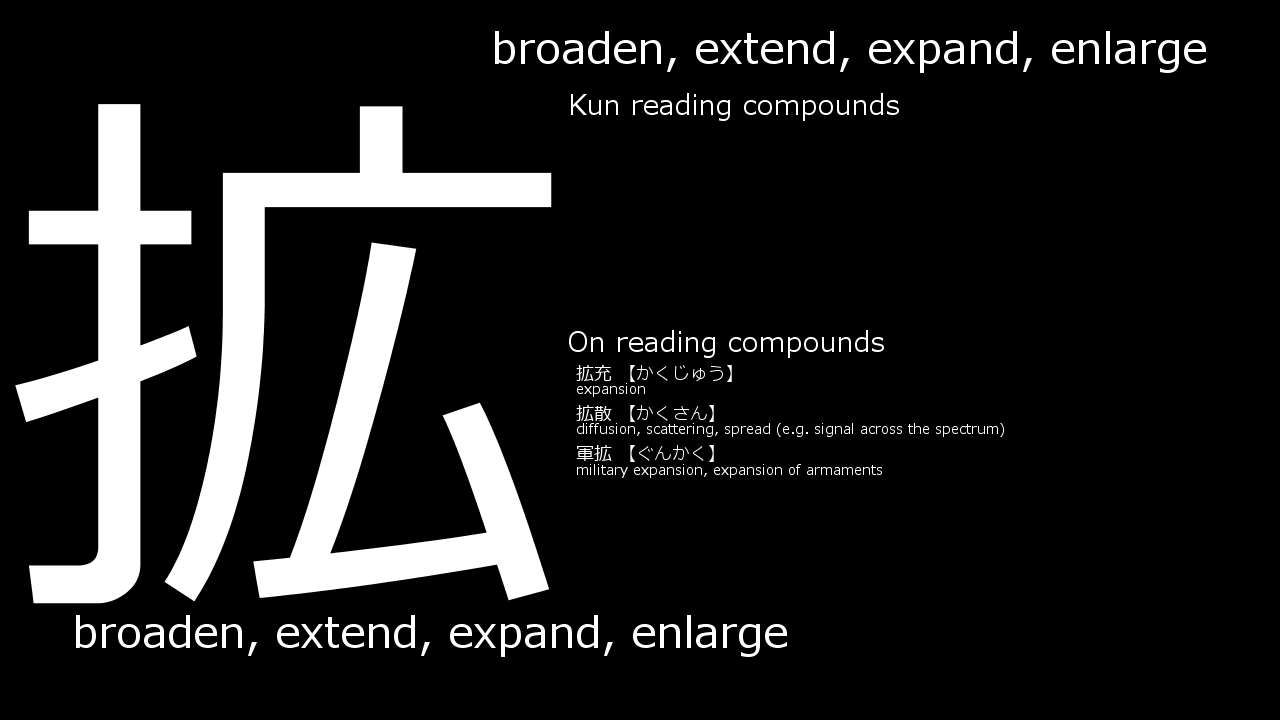 broaden, extend, expand, enlarge
Kun reading compounds
拡
On reading compounds
拡充 【かくじゅう】
expansion
拡散 【かくさん】
diffusion, scattering, spread (e.g. signal across the spectrum)
軍拡 【ぐんかく】
military expansion, expansion of armaments
broaden, extend, expand, enlarge